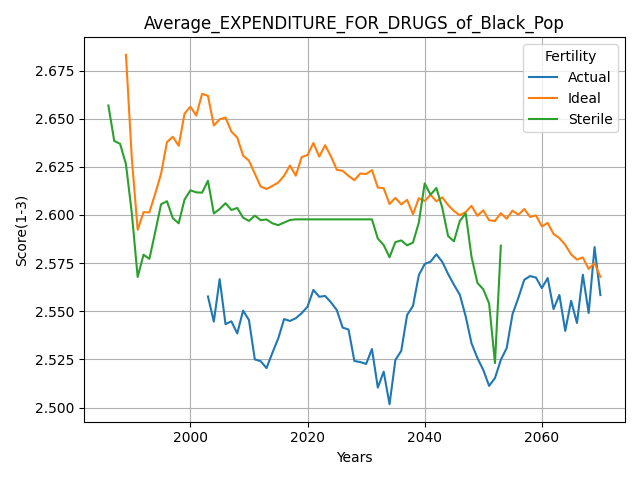 Average_EXPENDITURE_FOR_DRUGS_of_Black_Pop
Fertility
Actual
Ideal
Sterile
Score(1-3)
2.675
2.650
2.625
2.600
2.575
2.550
2.525
2.500
2000 2020 2040 2060
Years